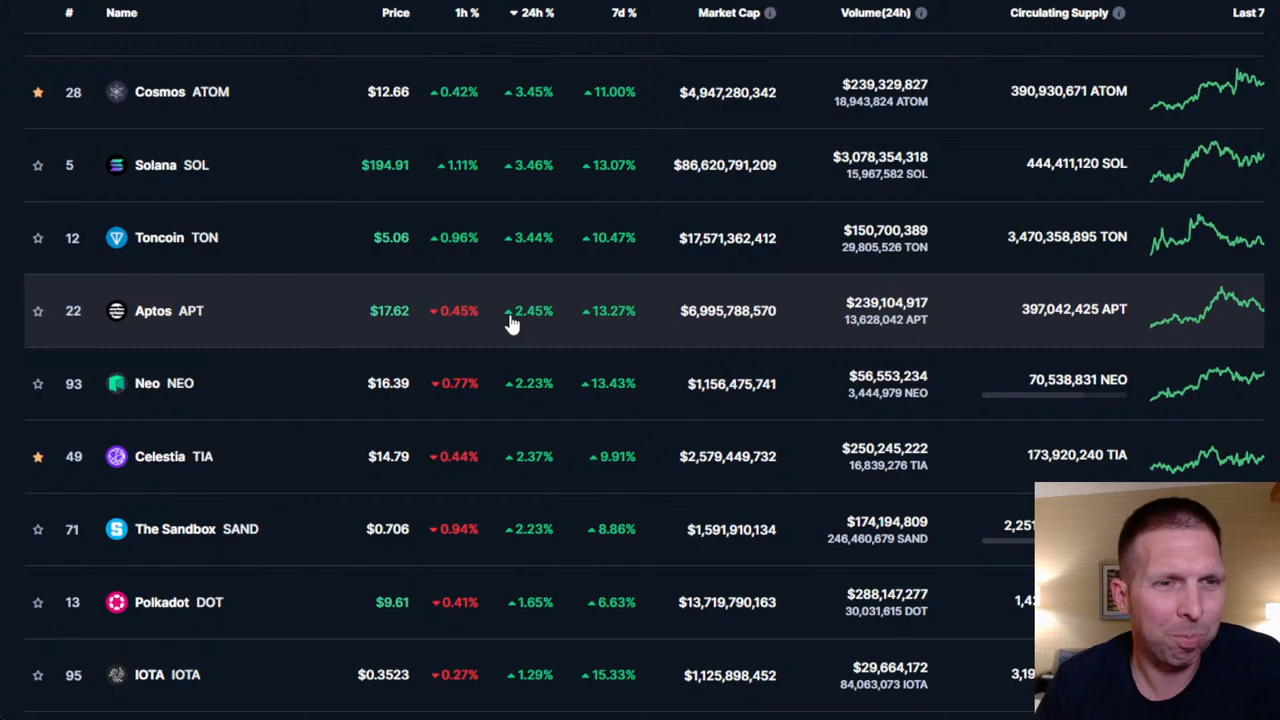 # Name Price 1h % 24h % 7d % Market Cap Volume(24h) Circulating Supply Last 7
28 Cosmos ATOM $12.66 0.42% 3.45% 11.00% $4,947,280,342 $239,329,827 390,930,671 ATOM
18,943,824 ATOM
5 Solana SOL $194.91 1.11% 3.46% 13.07% $86,620,791,209 $3,078,354,318 444,411,120 SOL
15,967,582 SOL
12 Toncoin TON $5.06 0.96% 3.44% 10.47% $17,571,362,412 $150,700,389 3,470,358,895 TON
29,805,526 TON
22 Aptos APT $17.62 0.45% 2.45% 13.27% $6,995,788,570 $239,104,917 397,042,425 APT
13,628,042 APT
93 Neo NEO $16.39 0.77% 2.23% 13.43% $1,156,475,741 $56,553,234 70,538,831 NEO
3,444,979 NEO
49 Celestia TIA $14.79 0.44% 2.37% 9.91% $2,579,449,732 $250,245,222 173,920,240 TIA
16,839,276 TIA
71 The Sandbox SAND $0.706 0.94% 2.23% 8.86% $1,591,910,134 $174,194,809 2,251
246,460,679 SAND
13 Polkadot DOT $9.61 0.41% 1.65% 6.63% $13,719,790,163 $288,147,277 1,42
30,031,615 DOT
95 IOTA IOTA $0.3523 0.27% 1.29% 15.33% $1,125,898,452 $29,664,172 3,19
84,063,073 IOTA